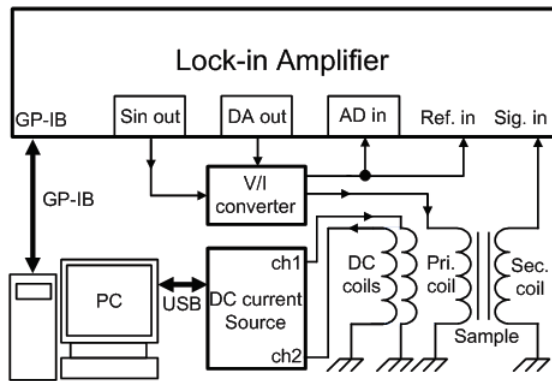 Lock-in Amplifier
GP-IB
Sin out
DA out
AD in
Ref. in
Sig. in
GP-IB
V/I
converter
PC
USB
ch1
DC current
Source
ch2
DC
coils
Pri.
coil
Sec.
coil
Sample